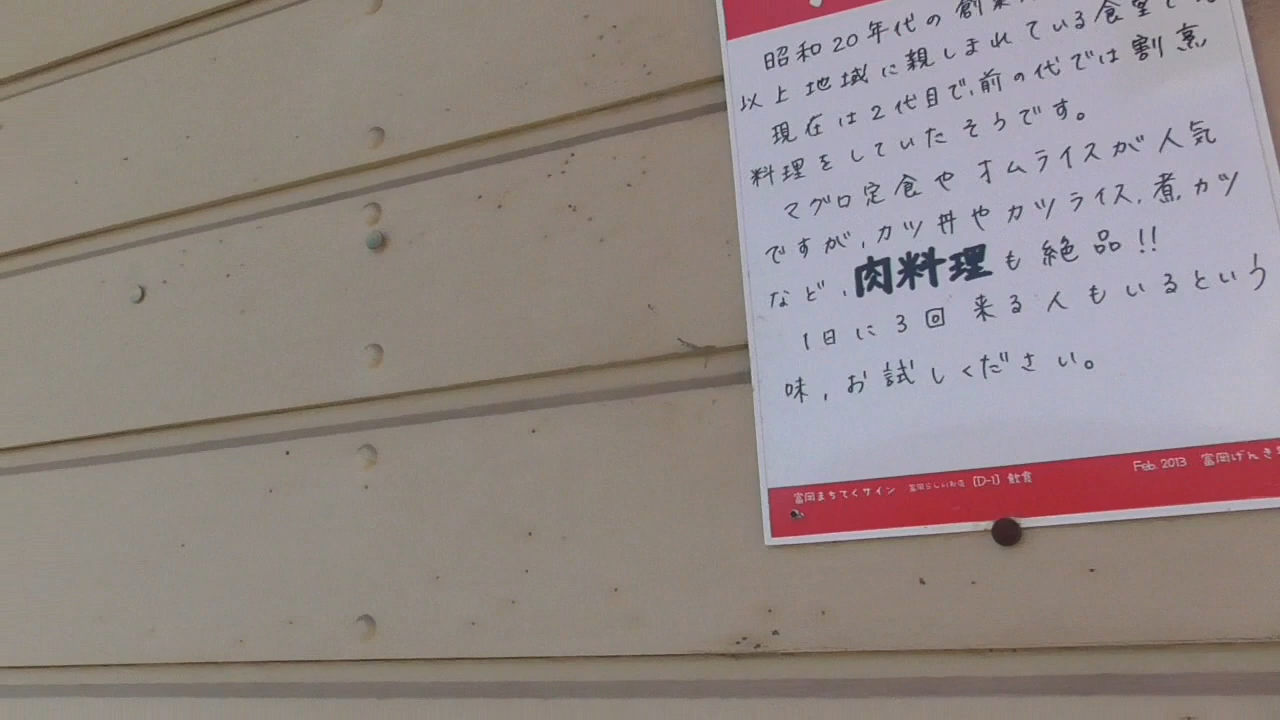 昭和20年代の創業
以上地域に親しまれている食堂で
現在は2代目で、前の代では割烹
料理をしていたそうです。
マグロ定食やオムライスが人気
ですが、カツ丼やカツライス、煮カツ
など、肉料理も絶品!!
1日に3回来る人もいるという
味、お試しください。
富岡まちてくサイン [D-1] 飲食
Feb. 2013 富岡げんき